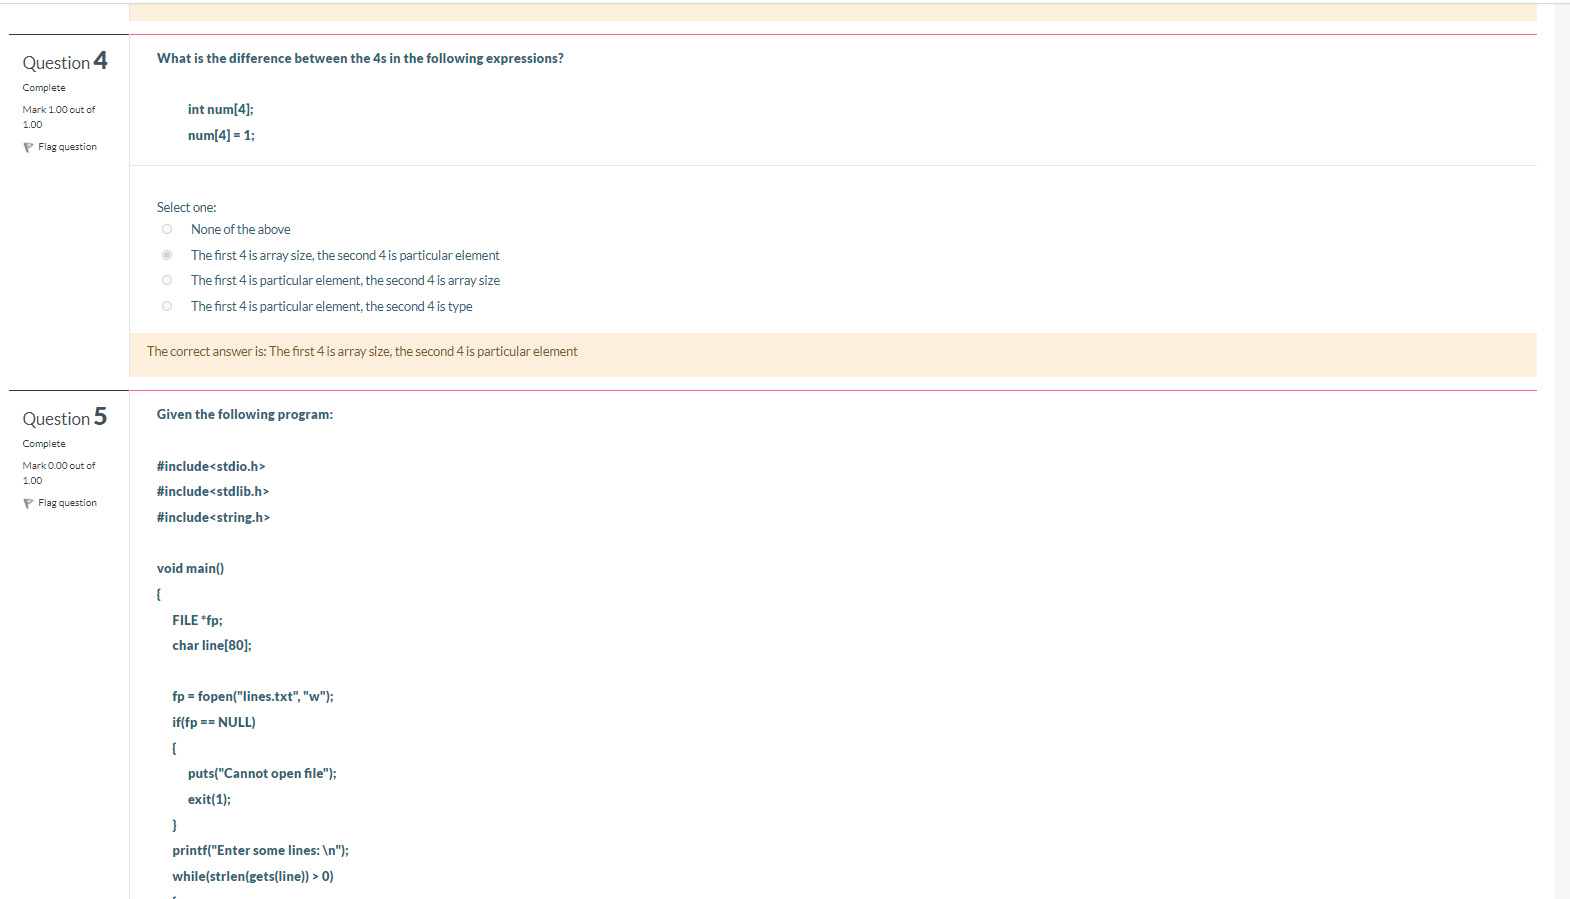 Question 4
Complete
Mark 1.00 out of
1.00
Flag question
What is the difference between the 4s in the following expressions?
int num[4];
num[4] = 1;
Select one:
None of the above
The first 4 is array size, the second 4 is particular element
The first 4 is particular element, the second 4 is array size
The first 4 is particular element, the second 4 is type
The correct answer is: The first 4 is array size, the second 4 is particular element
Question 5
Complete
Mark 0.00 out of
1.00
Flag question
Given the following program:
#include<stdio.h>
#include<stdlib.h>
#include<string.h>
void main()
{
FILE *fp;
char line[80];
fp = fopen("lines.txt", "w");
if(fp == NULL)
{
puts("Cannot open file");
exit(1);
}
printf("Enter some lines: \n");
while(strlen(gets(line)) > 0)